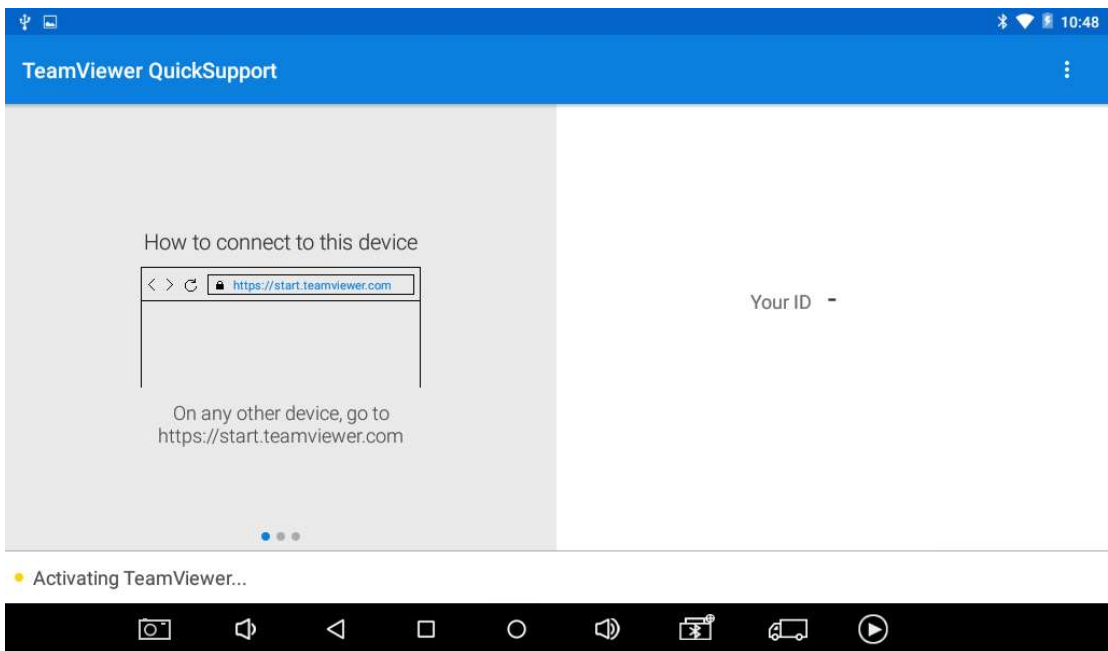 10:48
TeamViewer QuickSupport
How to connect to this device
https://start.teamviewer.com
On any other device, go to
https://start.teamviewer.com
Your ID -
Activating TeamViewer...